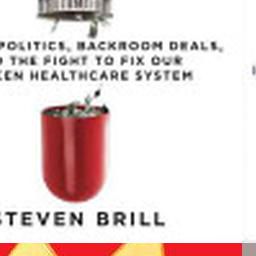 POLITICS, BACKROOM DEALS,
THE FIGHT TO FIX OUR
KEN HEALTHCARE SYSTEM
STEVEN BRILL